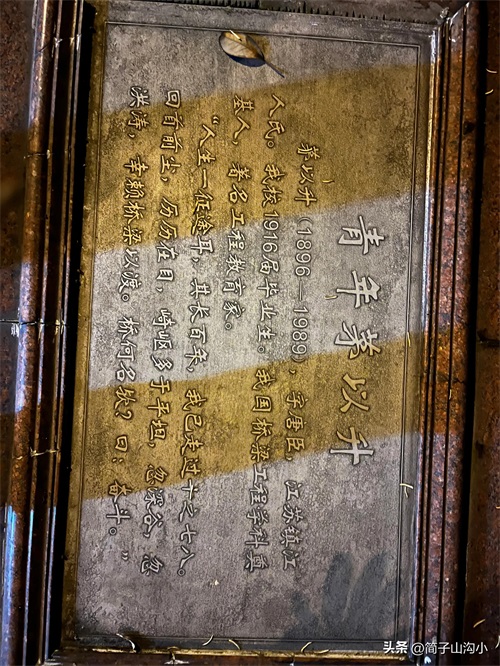 青年茅以升
茅以升（1896—1989），字唐臣，江苏镇江
人氏。我校1916届毕业生。我国桥梁工程学科奠
基人，著名工程教育家。
“人生一征途耳，其长百年，我已走过十之七八。
回首前尘，历历在目，崎岖多于平坦，忽深谷，忽
洪涛，幸赖桥梁以渡。桥何名欤？曰：奋斗。”
头条 @筒子山沟小